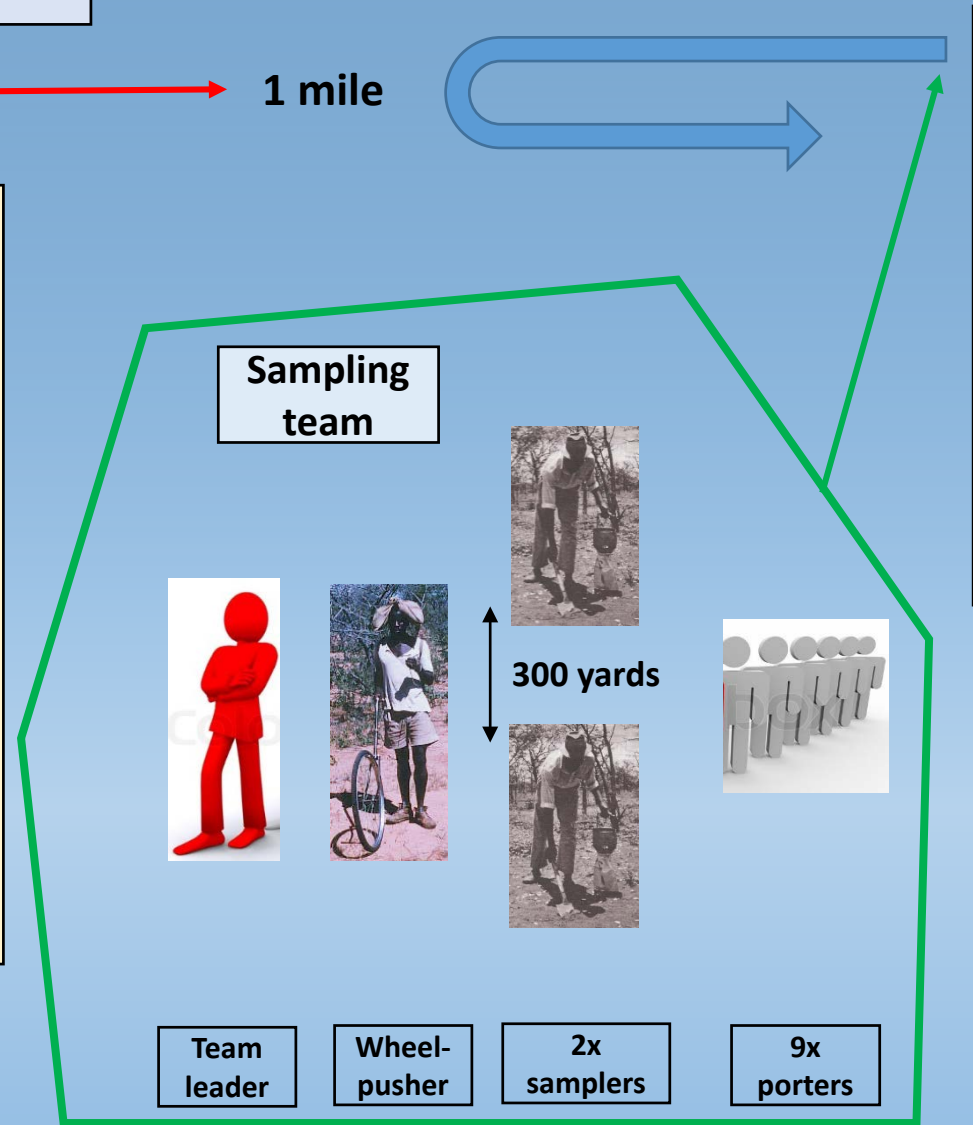 1 mile
Sampling
team
300 yards
Team
leader
Wheel-
pusher
2x
samplers
9x
porters